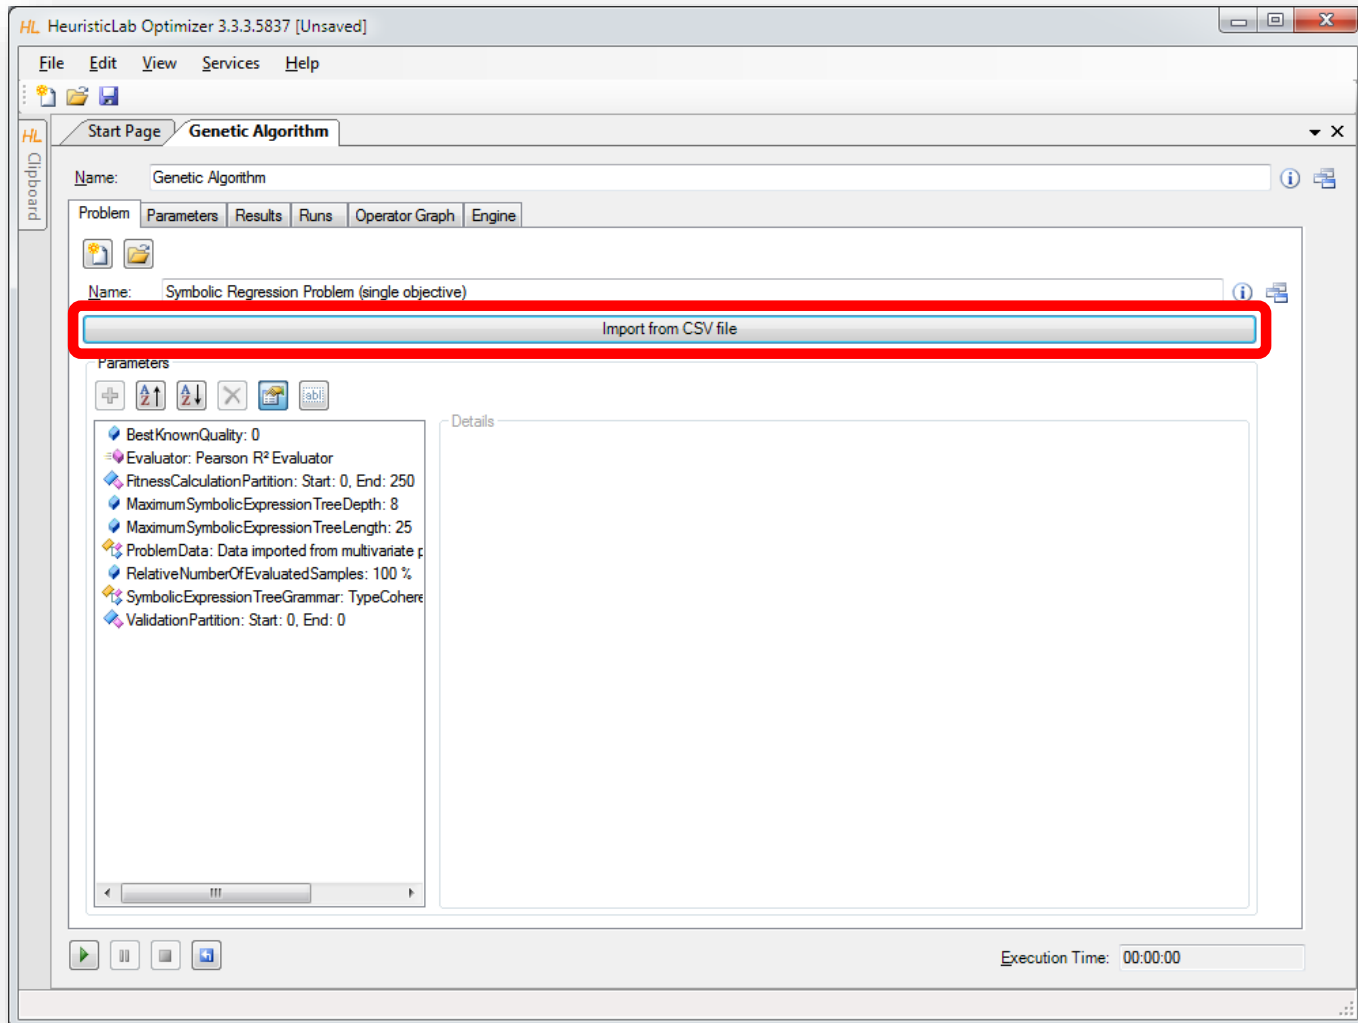 HL HeuristicLab Optimizer 3.3.3.5837 [Unsaved]
File Edit View Services Help
HL Clipboard
Start Page Genetic Algorithm
Name: Genetic Algorithm
Problem Parameters Results Runs Operator Graph Engine
Name: Symbolic Regression Problem (single objective)
Import from CSV file
Parameters
abl
Details
BestKnownQuality: 0
Evaluator: Pearson R² Evaluator
FitnessCalculationPartition: Start: 0, End: 250
MaximumSymbolicExpressionTreeDepth: 8
MaximumSymbolicExpressionTreeLength: 25
ProblemData: Data imported from multivariate p
RelativeNumberOfEvaluatedSamples: 100 %
SymbolicExpressionTreeGrammar: TypeCohere
ValidationPartition: Start: 0, End: 0
Execution Time: 00:00:00